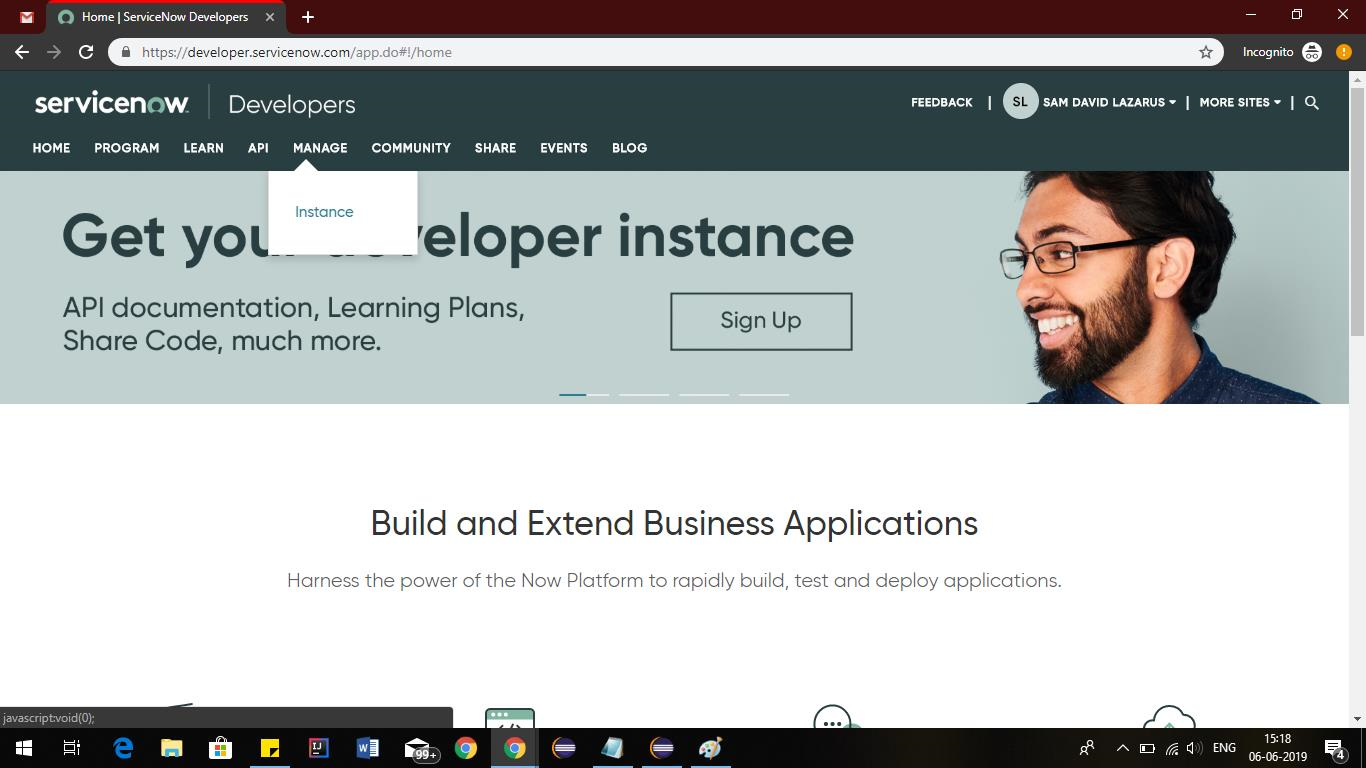 Home | ServiceNow Developers
https://developer.servicenow.com/app.do#!/home
Incognito
servicenow Developers
FEEDBACK | SL SAM DAVID LAZARUS | MORE SITES |
HOME PROGRAM LEARN API MANAGE COMMUNITY SHARE EVENTS BLOG
Instance
Get your developer instance
API documentation, Learning Plans,
Share Code, much more.
Sign Up
Build and Extend Business Applications
Harness the power of the Now Platform to rapidly build, test and deploy applications.
javascript:void(0);
99+
ENG
15:18
06-06-2019
4